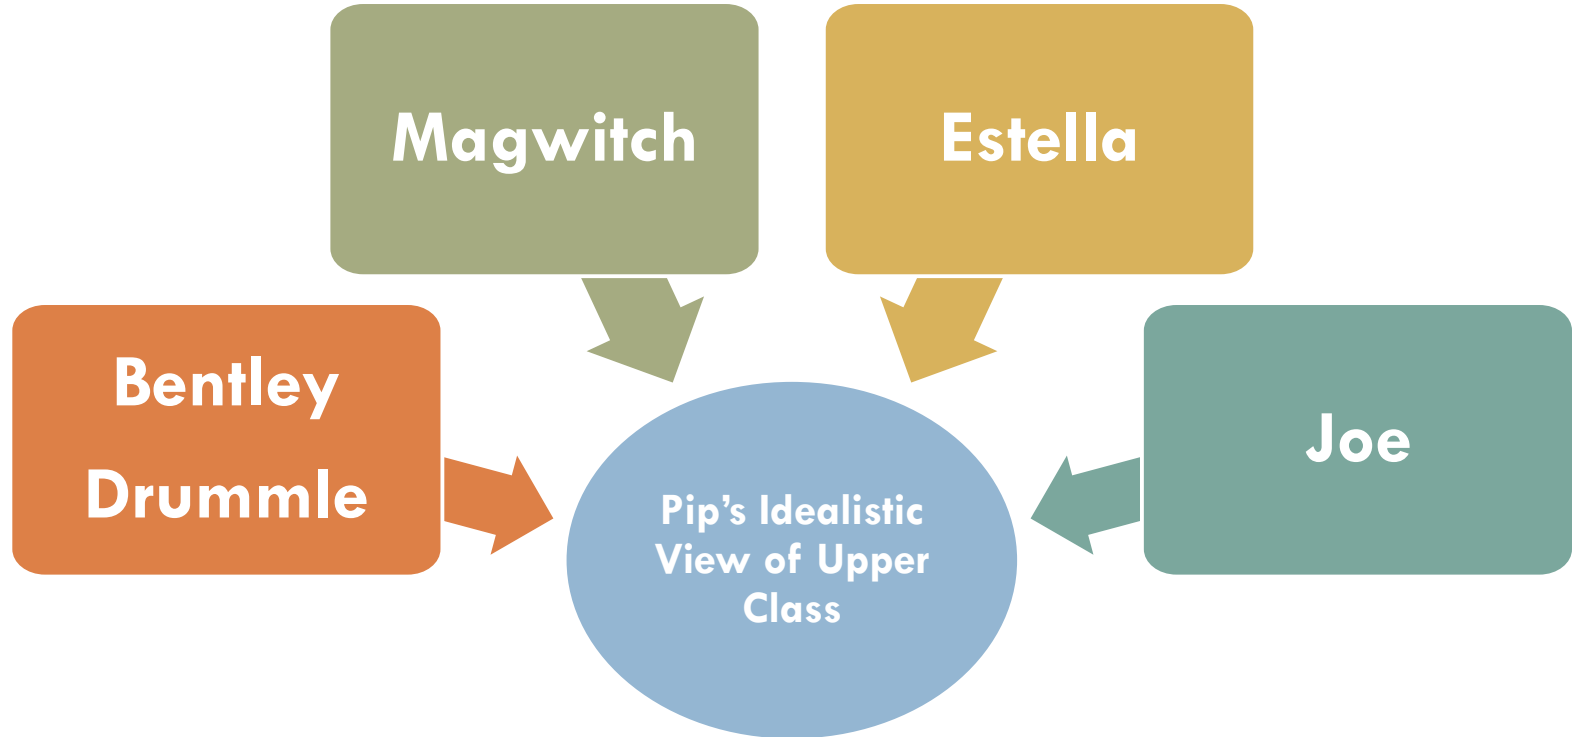 Magwitch
Estella
Bentley
Drummle
Joe
Pip’s Idealistic
View of Upper
Class